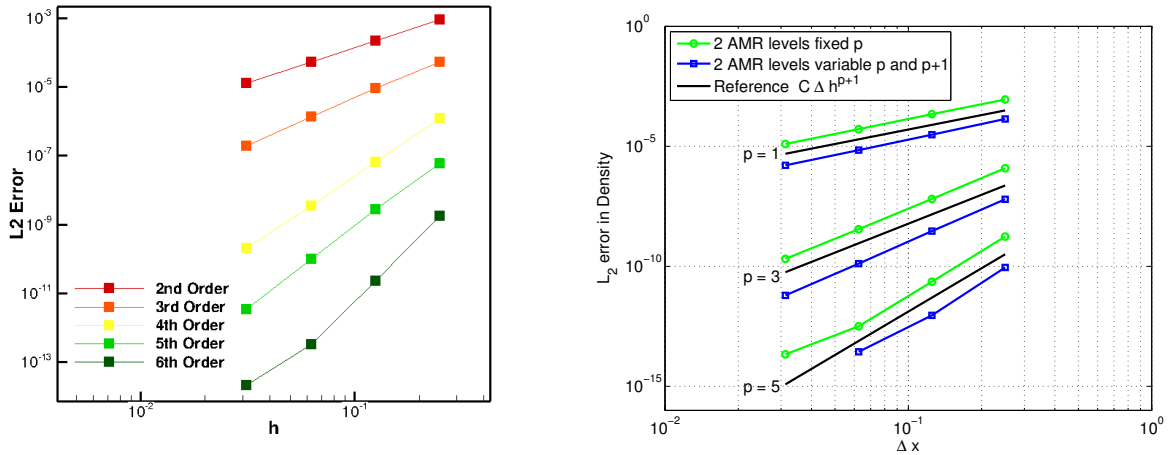 10^-3
10^-5
10^-7
10^-9
10^-11
10^-13
L2 Error
2nd Order
3rd Order
4th Order
5th Order
6th Order
10^-2
10^-1
h
10^0
10^-5
10^-10
10^-15
L_2 error in Density
2 AMR levels fixed p
2 AMR levels variable p and p+1
Reference C Δ h^p+1
p = 1
p = 3
p = 5
10^-2
10^-1
10^0
Δ x